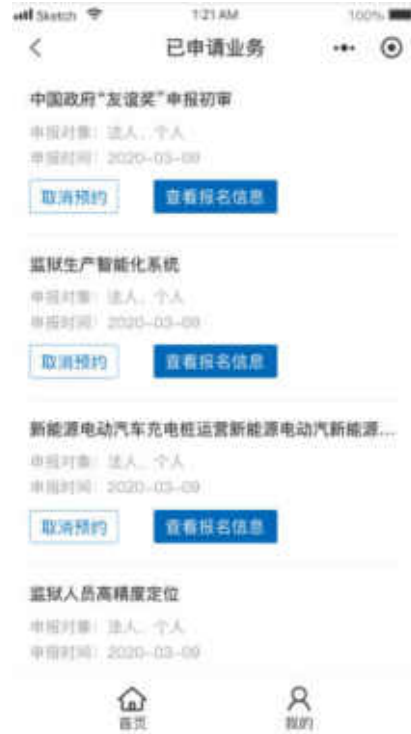 Sketch 1:21 AM 100%
已申请业务
中国政府“友谊奖”申报初审
申报对象：法人、个人
申报时间：2020-03-09
取消预约 查看报名信息
监狱生产智能化系统
申报对象：法人、个人
申报时间：2020-03-09
取消预约 查看报名信息
新能源电动汽车充电桩运营新能源电动汽新能源...
申报对象：法人、个人
申报时间：2020-03-09
取消预约 查看报名信息
监狱人员高精度定位
申报对象：法人、个人
申报时间：2020-03-09
首页 我的